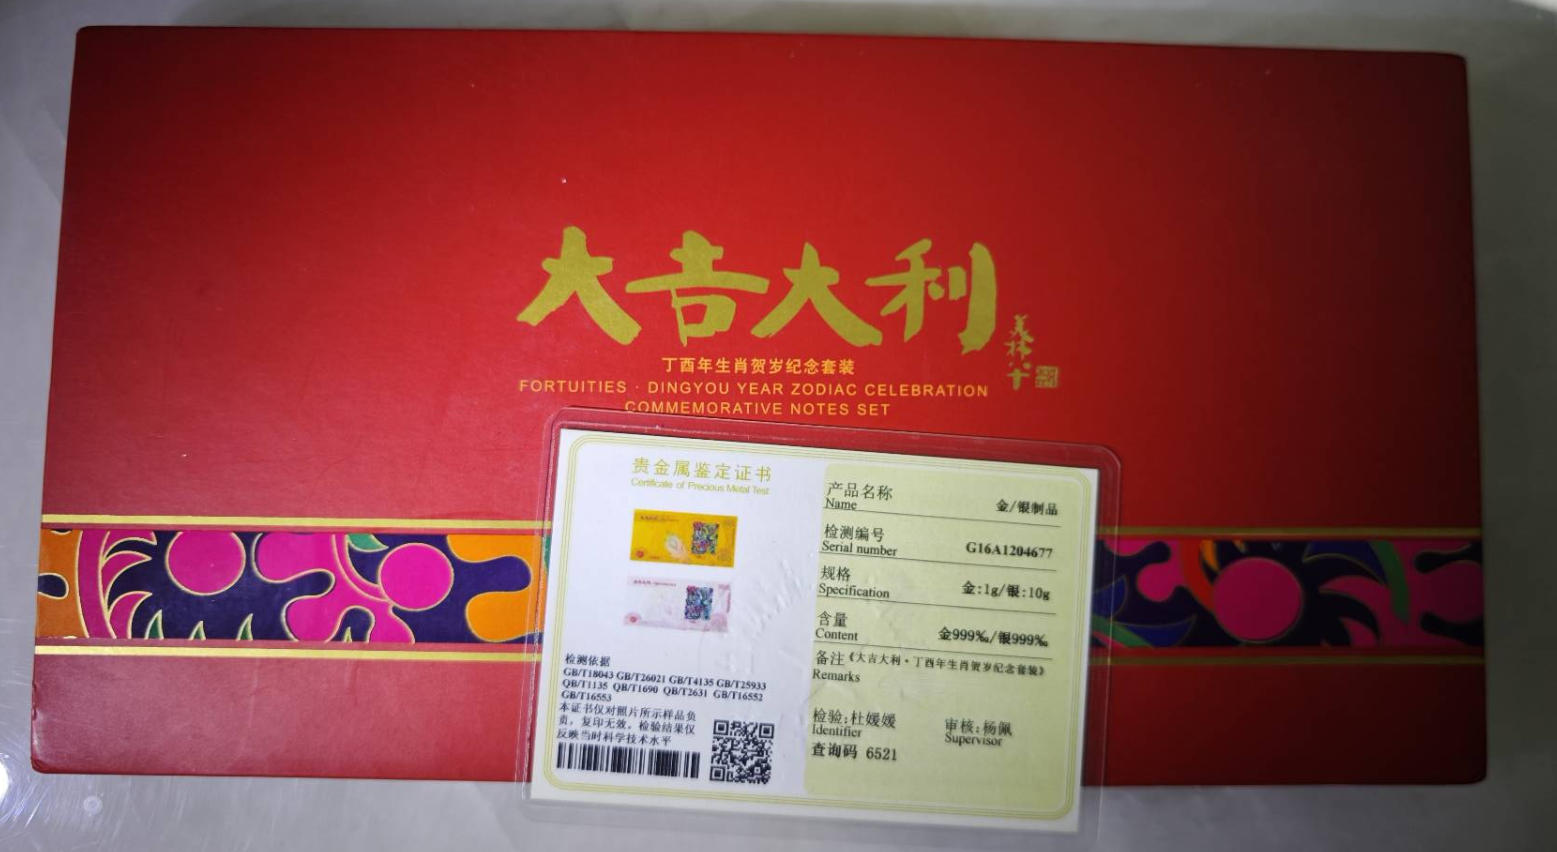 大吉大利
丁酉年生肖贺岁纪念套装
FORTUITIES · DINGYOU YEAR ZODIAC CELEBRATION
COMMEMORATIVE NOTES SET
贵金属鉴定证书
Certificate of Precious Metal Test
检测依据
GB/T18043 GB/T26021 GB/T4135 GB/T25933
QB/T1135 QB/T1690 QB/T2631 GB/T16552
GB/T16553
本证书仅对照片所示样品负
责，复印无效。检验结果仅
反映当时科学技术水平
产品名称 金/银制品
Name
检测编号
Serial number G16A1204677
规格 金:1g/银:10g
Specification
含量 金999‰/银999‰
Content
备注《大吉大利·丁酉年生肖贺岁纪念套装》
Remarks
检验:杜媛媛 审核:杨佩
Identifier Supervisor
查询码 6521